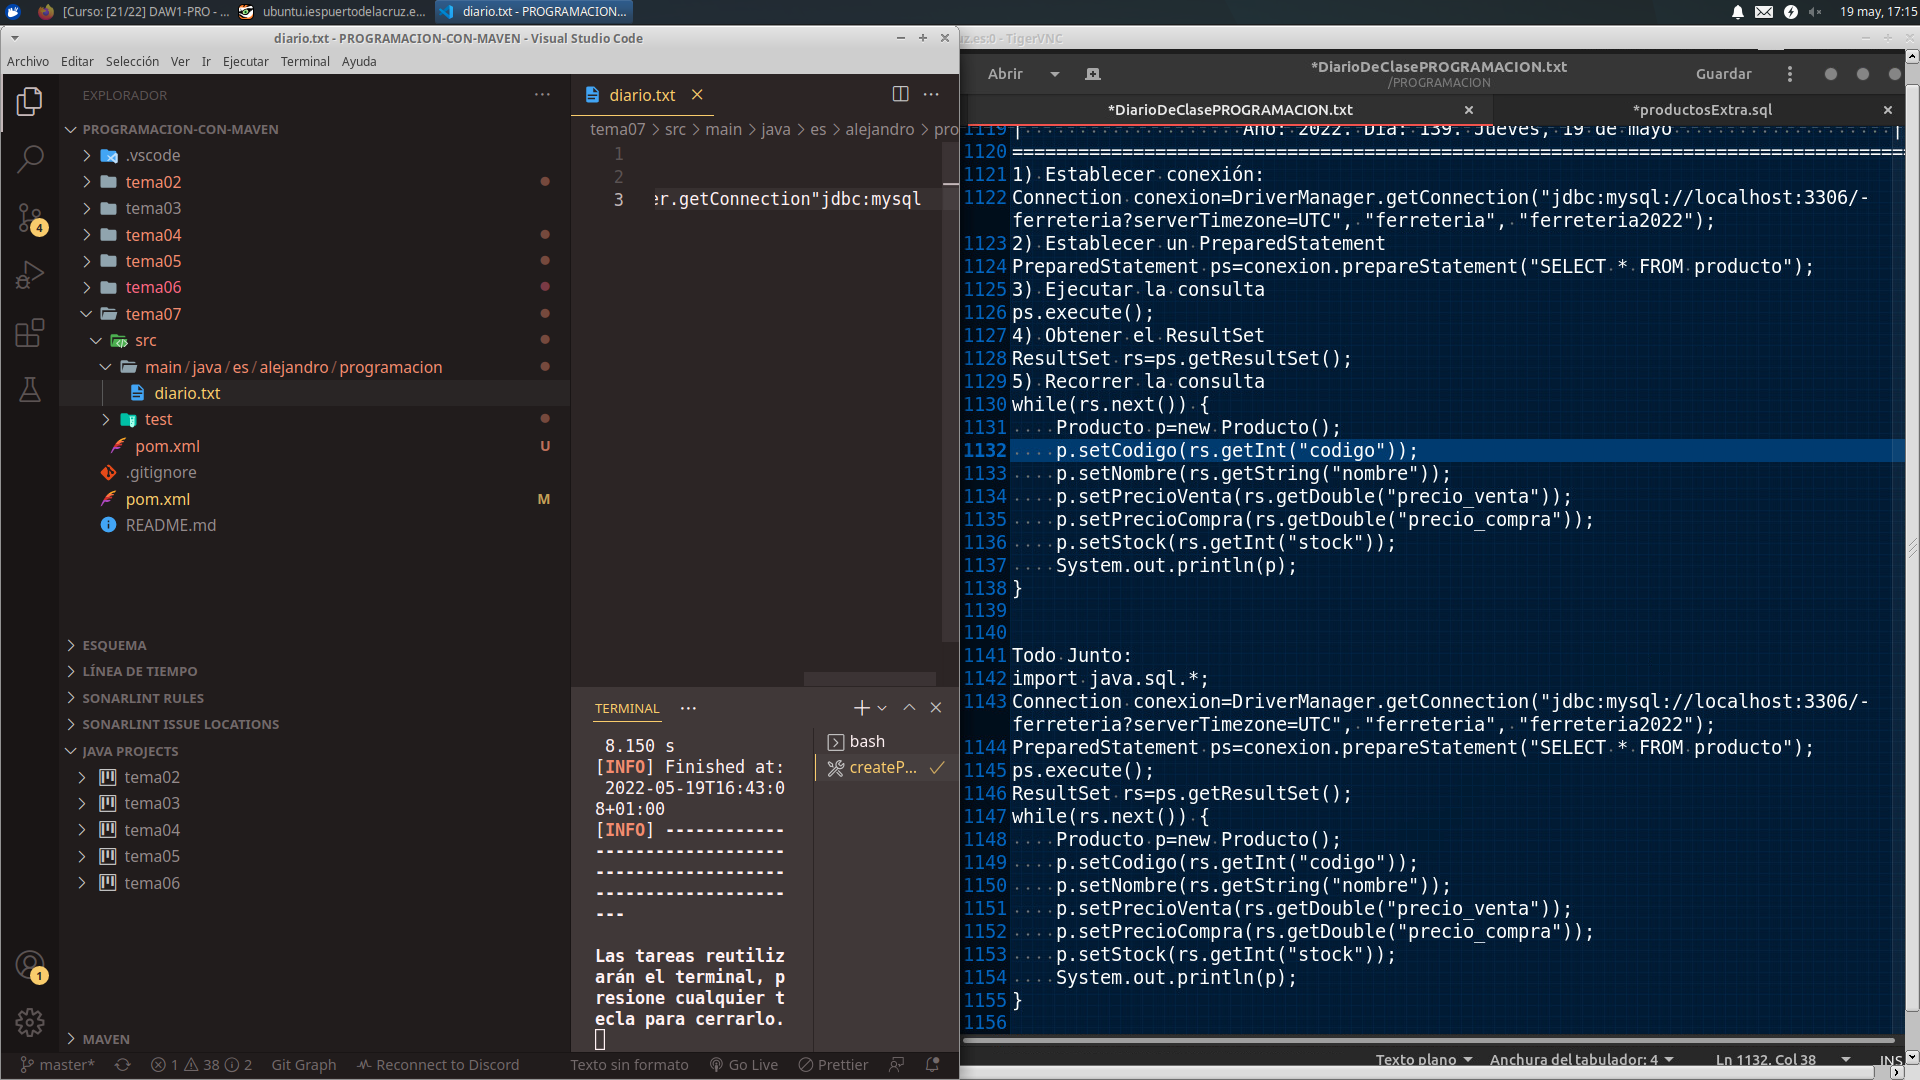 [Curso: [21/22] DAW1-PRO - ...
ubuntu.iespuertodelacruz.e...
diario.txt - PROGRAMACION...
19 may, 17:15
diario.txt - PROGRAMACION-CON-MAVEN - Visual Studio Code
Archivo Editar Selección Ver Ir Ejecutar Terminal Ayuda
EXPLORADOR
PROGRAMACION-CON-MAVEN
.vscode
tema02
tema03
tema04
tema05
tema06
tema07
src
main / java / es / alejandro / programacion
diario.txt
test
pom.xml U
.gitignore
pom.xml M
README.md
4
1
ESQUEMA
LÍNEA DE TIEMPO
SONARLINT RULES
SONARLINT ISSUE LOCATIONS
JAVA PROJECTS
tema02
tema03
tema04
tema05
tema06
MAVEN
diario.txt
tema07 > src > main > java > es > alejandro > pro
1
2
3 er.getConnection"jdbc:mysql
TERMINAL
bash
createP...
8.150 s
[INFO] Finished at:
2022-05-19T16:43:0
8+01:00
[INFO] ------------
-------------------
-------------------
-------------------
---
Las tareas reutiliz
arán el terminal, p
resione cualquier t
ecla para cerrarlo.
master* 1 38 2 Git Graph Reconnect to Discord Texto sin formato Go Live Prettier
z.es:0 - TigerVNC
Abrir
*DiarioDeClasePROGRAMACION.txt
/PROGRAMACION
Guardar
*DiarioDeClasePROGRAMACION.txt
*productosExtra.sql
1119 | Año: 2022. Día: 139. Jueves, 19 de mayo |
1120 =================================================================================
1121 1) Establecer conexión:
1122 Connection conexion=DriverManager.getConnection("jdbc:mysql://localhost:3306/-
ferreteria?serverTimezone=UTC", "ferreteria", "ferreteria2022");
1123 2) Establecer un PreparedStatement
1124 PreparedStatement ps=conexion.prepareStatement("SELECT * FROM producto");
1125 3) Ejecutar la consulta
1126 ps.execute();
1127 4) Obtener el ResultSet
1128 ResultSet rs=ps.getResultSet();
1129 5) Recorrer la consulta
1130 while(rs.next()) {
1131 Producto p=new Producto();
1132 p.setCodigo(rs.getInt("codigo"));
1133 p.setNombre(rs.getString("nombre"));
1134 p.setPrecioVenta(rs.getDouble("precio_venta"));
1135 p.setPrecioCompra(rs.getDouble("precio_compra"));
1136 p.setStock(rs.getInt("stock"));
1137 System.out.println(p);
1138 }
1139
1140
1141 Todo Junto:
1142 import java.sql.*;
1143 Connection conexion=DriverManager.getConnection("jdbc:mysql://localhost:3306/-
ferreteria?serverTimezone=UTC", "ferreteria", "ferreteria2022");
1144 PreparedStatement ps=conexion.prepareStatement("SELECT * FROM producto");
1145 ps.execute();
1146 ResultSet rs=ps.getResultSet();
1147 while(rs.next()) {
1148 Producto p=new Producto();
1149 p.setCodigo(rs.getInt("codigo"));
1150 p.setNombre(rs.getString("nombre"));
1151 p.setPrecioVenta(rs.getDouble("precio_venta"));
1152 p.setPrecioCompra(rs.getDouble("precio_compra"));
1153 p.setStock(rs.getInt("stock"));
1154 System.out.println(p);
1155 }
1156
Texto plano Anchura del tabulador: 4 Ln 1132, Col 38 INS